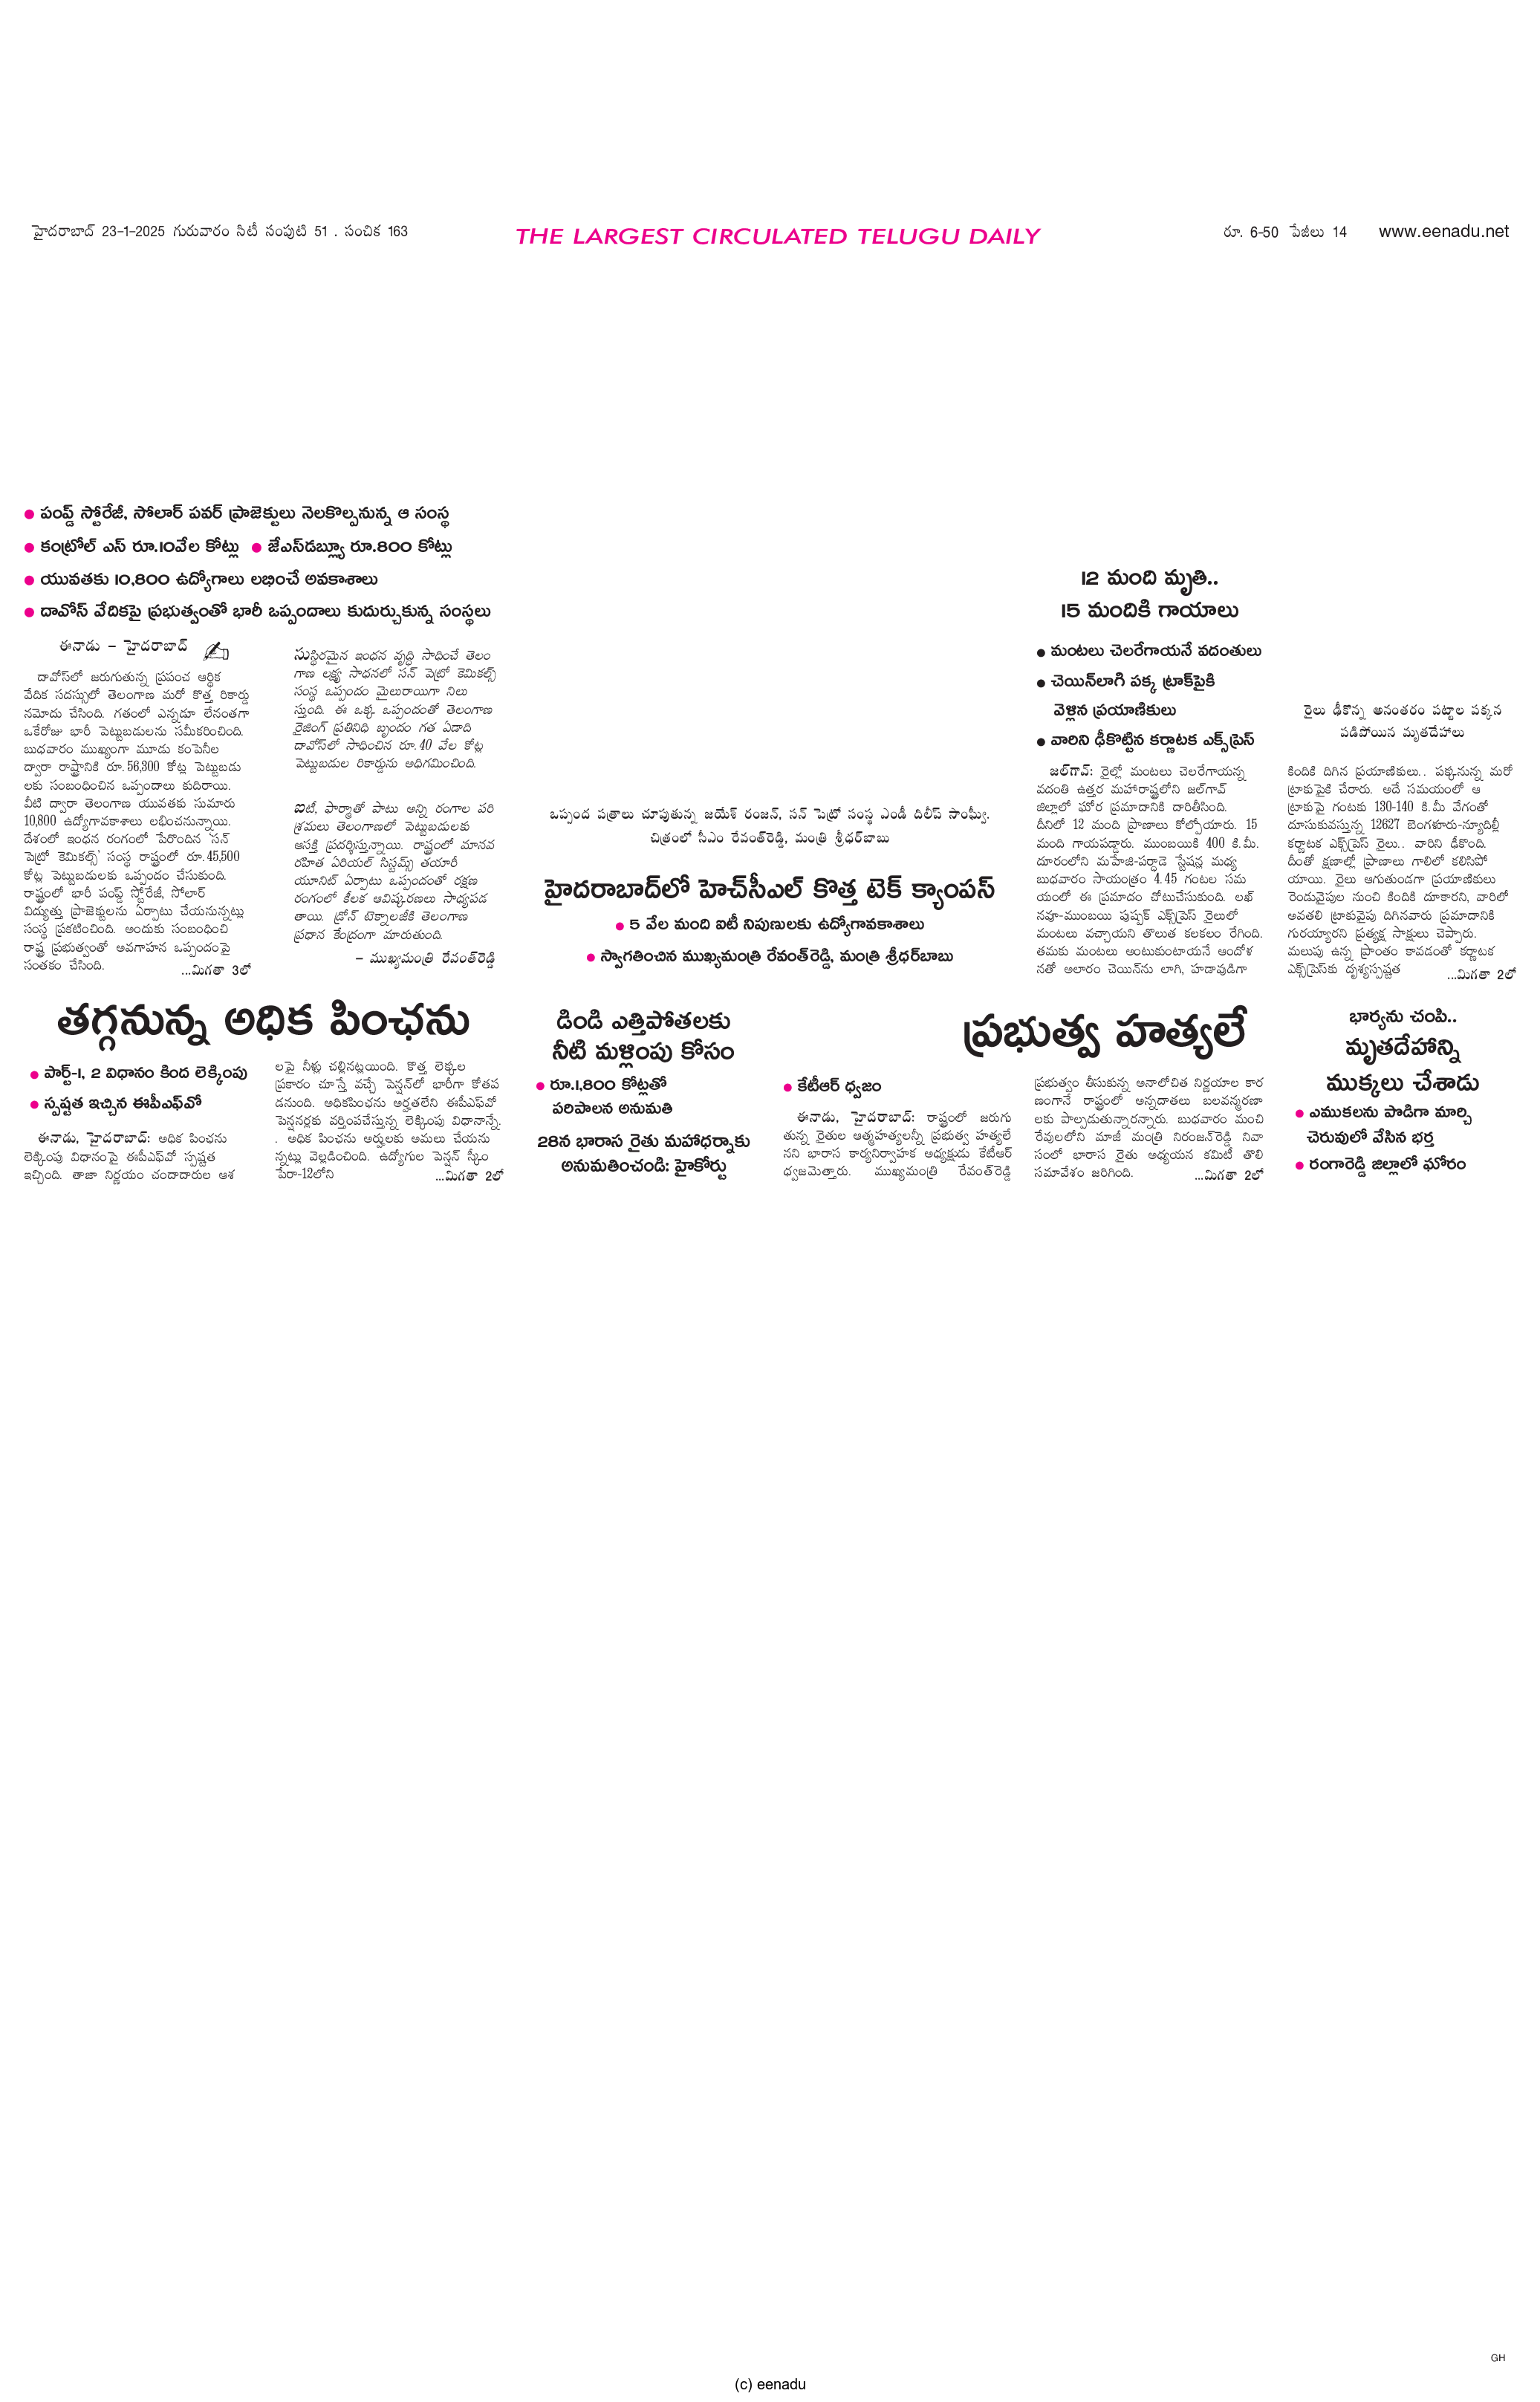 హైదరాబాద్ 23-1-2025 గురువారం సిటీ సంపుటి 51 . సంచిక 163
THE LARGEST CIRCULATED TELUGU DAILY
రూ. 6-50 పేజీలు 14 www.eenadu.net
● పంప్డ్ స్టోరేజీ, సోలార్ పవర్ ప్రాజెక్టులు నెలకొల్పనున్న ఆ సంస్థ
● కంట్రోల్ ఎస్ రూ.10వేల కోట్లు ● జేఎస్‌డబ్ల్యూ రూ.800 కోట్లు
● యువతకు 10,800 ఉద్యోగాలు లభించే అవకాశాలు
● దావోస్ వేదికపై ప్రభుత్వంతో భారీ ఒప్పందాలు కుదుర్చుకున్న సంస్థలు
ఈనాడు - హైదరాబాద్
దావోస్‌లో జరుగుతున్న ప్రపంచ ఆర్థిక
వేదిక సదస్సులో తెలంగాణ మరో కొత్త రికార్డు
నమోదు చేసింది. గతంలో ఎన్నడూ లేనంతగా
ఒకేరోజు భారీ పెట్టుబడులను సమీకరించింది.
బుధవారం ముఖ్యంగా మూడు కంపెనీల
ద్వారా రాష్ట్రానికి రూ.56,300 కోట్ల పెట్టుబడు
లకు సంబంధించిన ఒప్పందాలు కుదిరాయి.
వీటి ద్వారా తెలంగాణ యువతకు సుమారు
10,800 ఉద్యోగావకాశాలు లభించనున్నాయి.
దేశంలో ఇంధన రంగంలో పేరొందిన 'సన్
పెట్రో కెమికల్స్' సంస్థ రాష్ట్రంలో రూ.45,500
కోట్ల పెట్టుబడులకు ఒప్పందం చేసుకుంది.
రాష్ట్రంలో భారీ పంప్డ్ స్టోరేజీ, సోలార్
విద్యుత్తు ప్రాజెక్టులను ఏర్పాటు చేయనున్నట్లు
సంస్థ ప్రకటించింది. అందుకు సంబంధించి
రాష్ట్ర ప్రభుత్వంతో అవగాహన ఒప్పందంపై
సంతకం చేసింది. ...మిగతా 3లో
సుస్థిరమైన ఇంధన వృద్ధి సాధించే తెలం
గాణ లక్ష్య సాధనలో సన్ పెట్రో కెమికల్స్
సంస్థ ఒప్పందం మైలురాయిగా నిలు
స్తుంది. ఈ ఒక్క ఒప్పందంతో తెలంగాణ
రైజింగ్ ప్రతినిధి బృందం గత ఏడాది
దావోస్‌లో సాధించిన రూ.40 వేల కోట్ల
పెట్టుబడుల రికార్డును అధిగమించింది.
ఐటీ, ఫార్మాతో పాటు అన్ని రంగాల పరి
శ్రమలు తెలంగాణలో పెట్టుబడులకు
ఆసక్తి ప్రదర్శిస్తున్నాయి. రాష్ట్రంలో మానవ
రహిత ఏరియల్ సిస్టమ్స్ తయారీ
యూనిట్ ఏర్పాటు ఒప్పందంతో రక్షణ
రంగంలో కీలక ఆవిష్కరణలు సాధ్యపడ
తాయి. డ్రోన్ టెక్నాలజీకి తెలంగాణ
ప్రధాన కేంద్రంగా మారుతుంది.
- ముఖ్యమంత్రి రేవంత్‌రెడ్డి
ఒప్పంద పత్రాలు చూపుతున్న జయేశ్ రంజన్, సన్ పెట్రో సంస్థ ఎండీ దిలీప్ సాంఘ్వీ.
చిత్రంలో సీఎం రేవంత్‌రెడ్డి, మంత్రి శ్రీధర్‌బాబు
హైదరాబాద్‌లో హెచ్‌సీఎల్ కొత్త టెక్ క్యాంపస్
● 5 వేల మంది ఐటీ నిపుణులకు ఉద్యోగావకాశాలు
● స్వాగతించిన ముఖ్యమంత్రి రేవంత్‌రెడ్డి, మంత్రి శ్రీధర్‌బాబు
12 మంది మృతి..
15 మందికి గాయాలు
● మంటలు చెలరేగాయనే వదంతులు
● చెయిన్‌లాగి పక్క ట్రాక్‌పైకి
వెళ్లిన ప్రయాణికులు
● వారిని ఢీకొట్టిన కర్ణాటక ఎక్స్‌ప్రెస్
రైలు ఢీకొన్న అనంతరం పట్టాల పక్కన
పడిపోయిన మృతదేహాలు
జల్‌గావ్: రైల్లో మంటలు చెలరేగాయన్న
వదంతి ఉత్తర మహారాష్ట్రలోని జల్‌గావ్
జిల్లాలో ఘోర ప్రమాదానికి దారితీసింది.
దీనిలో 12 మంది ప్రాణాలు కోల్పోయారు. 15
మంది గాయపడ్డారు. ముంబయికి 400 కి.మీ.
దూరంలోని మహేజి-పర్ధాడె స్టేషన్ల మధ్య
బుధవారం సాయంత్రం 4.45 గంటల సమ
యంలో ఈ ప్రమాదం చోటుచేసుకుంది. లఖ్
నవూ-ముంబయి పుష్పక్ ఎక్స్‌ప్రెస్ రైలులో
మంటలు వచ్చాయని తొలుత కలకలం రేగింది.
తమకు మంటలు అంటుకుంటాయనే ఆందోళ
నతో అలారం చెయిన్‌ను లాగి, హడావుడిగా
కిందికి దిగిన ప్రయాణికులు.. పక్కనున్న మరో
ట్రాకుపైకి చేరారు. అదే సమయంలో ఆ
ట్రాకుపై గంటకు 130-140 కి.మీ వేగంతో
దూసుకువస్తున్న 12627 బెంగళూరు-న్యూదిల్లీ
కర్ణాటక ఎక్స్‌ప్రెస్ రైలు.. వారిని ఢీకొంది.
దీంతో క్షణాల్లో ప్రాణాలు గాలిలో కలిసిపో
యాయి. రైలు ఆగుతుండగా ప్రయాణికులు
రెండువైపుల నుంచి కిందికి దూకారని, వారిలో
అవతలి ట్రాకువైపు దిగినవారు ప్రమాదానికి
గురయ్యారని ప్రత్యక్ష సాక్షులు చెప్పారు.
మలుపు ఉన్న ప్రాంతం కావడంతో కర్ణాటక
ఎక్స్‌ప్రెస్‌కు దృశ్యస్పష్టత ...మిగతా 2లో
తగ్గనున్న అధిక పింఛను
● పార్ట్-1, 2 విధానం కింద లెక్కింపు
● స్పష్టత ఇచ్చిన ఈపీఎఫ్‌వో
ఈనాడు, హైదరాబాద్: అధిక పింఛను
లెక్కింపు విధానంపై ఈపీఎఫ్‌వో స్పష్టత
ఇచ్చింది. తాజా నిర్ణయం చందాదారుల ఆశ
లపై నీళ్లు చల్లినట్లయింది. కొత్త లెక్కల
ప్రకారం చూస్తే వచ్చే పెన్షన్‌లో భారీగా కోతప
డనుంది. అధికపింఛను అర్హతలేని ఈపీఎఫ్‌వో
పెన్షనర్లకు వర్తింపచేస్తున్న లెక్కింపు విధానాన్నే.
. అధిక పింఛను అర్హులకు అమలు చేయను
న్నట్లు వెల్లడించింది. ఉద్యోగుల పెన్షన్ స్కీం
పేరా-12లోని ...మిగతా 2లో
డిండి ఎత్తిపోతలకు
నీటి మళ్లింపు కోసం
● రూ.1,800 కోట్లతో
పరిపాలన అనుమతి
28న భారాస రైతు మహాధర్నాకు
అనుమతించండి: హైకోర్టు
ప్రభుత్వ హత్యలే
● కేటీఆర్ ధ్వజం
ఈనాడు, హైదరాబాద్: రాష్ట్రంలో జరుగు
తున్న రైతుల ఆత్మహత్యలన్నీ ప్రభుత్వ హత్యలే
నని భారాస కార్యనిర్వాహక అధ్యక్షుడు కేటీఆర్
ధ్వజమెత్తారు. ముఖ్యమంత్రి రేవంత్‌రెడ్డి
ప్రభుత్వం తీసుకున్న అనాలోచిత నిర్ణయాల కార
ణంగానే రాష్ట్రంలో అన్నదాతలు బలవన్మరణా
లకు పాల్పడుతున్నారన్నారు. బుధవారం మంచి
రేవులలోని మాజీ మంత్రి నిరంజన్‌రెడ్డి నివా
సంలో భారాస రైతు అధ్యయన కమిటీ తొలి
సమావేశం జరిగింది. ...మిగతా 2లో
భార్యను చంపి..
మృతదేహాన్ని
ముక్కలు చేశాడు
● ఎముకలను పొడిగా మార్చి
చెరువులో వేసిన భర్త
● రంగారెడ్డి జిల్లాలో ఘోరం
GH
(c) eenadu